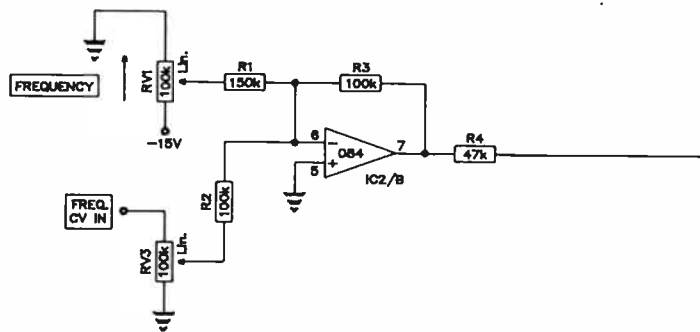 R1
150k
R3
100k
Lin.
RV1
100k
FREQUENCY
-15V
6
084
7
5
IC2/B
R4
47k
R2
100k
FREQ.
CV IN
Lin.
RV3
100k